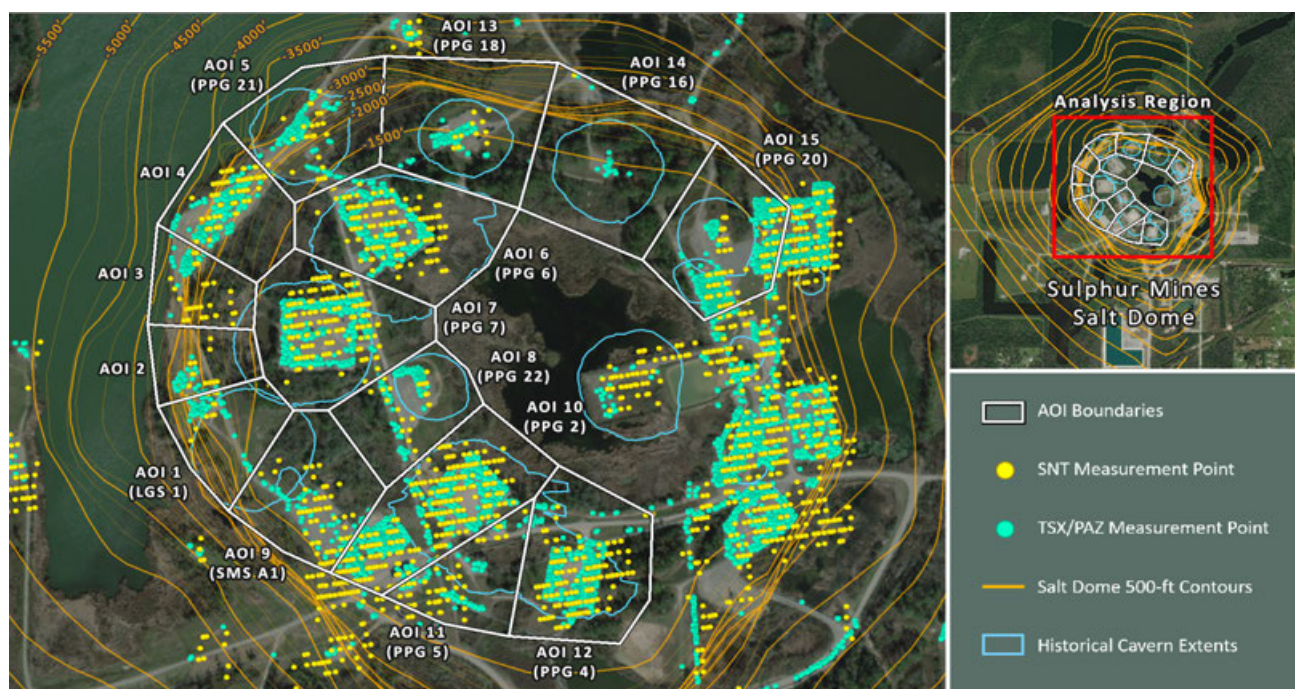 -5500'
-5000'
-4500'
-4000'
-3500'
-3000'
-2500'
-2000'
-1500'
AOI 13
(PPG 18)
AOI 5
(PPG 21)
AOI 14
(PPG 16)
AOI 15
(PPG 20)
AOI 4
AOI 3
AOI 6
(PPG 6)
AOI 7
(PPG 7)
AOI 2
AOI 8
(PPG 22)
AOI 10
(PPG 2)
AOI 1
(LGS 1)
AOI 9
(SMS A1)
AOI 11
(PPG 5)
AOI 12
(PPG 4)
Analysis Region
Sulphur Mines
Salt Dome
AOI Boundaries
SNT Measurement Point
TSX/PAZ Measurement Point
Salt Dome 500-ft Contours
Historical Cavern Extents